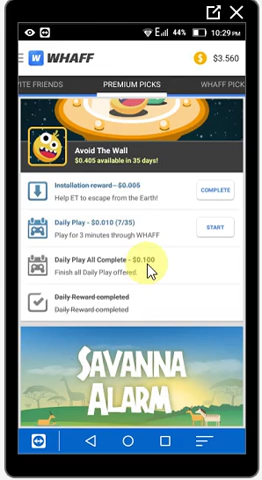 44% 10:29PM
WHAFF $3.560
ITE FRIENDS PREMIUM PICKS WHAFF PICK
Avoid The Wall
$0.405 available in 35 days!
Installation reward - $0.005
Help ET to escape from the Earth!
COMPLETE
Daily Play - $0.010 (7/35)
Play for 3 minutes through WHAFF
START
Daily Play All Complete - $0.100
Finish all Daily Play offered.
Daily Reward completed
Daily Reward completed
SAVANNA
ALARM